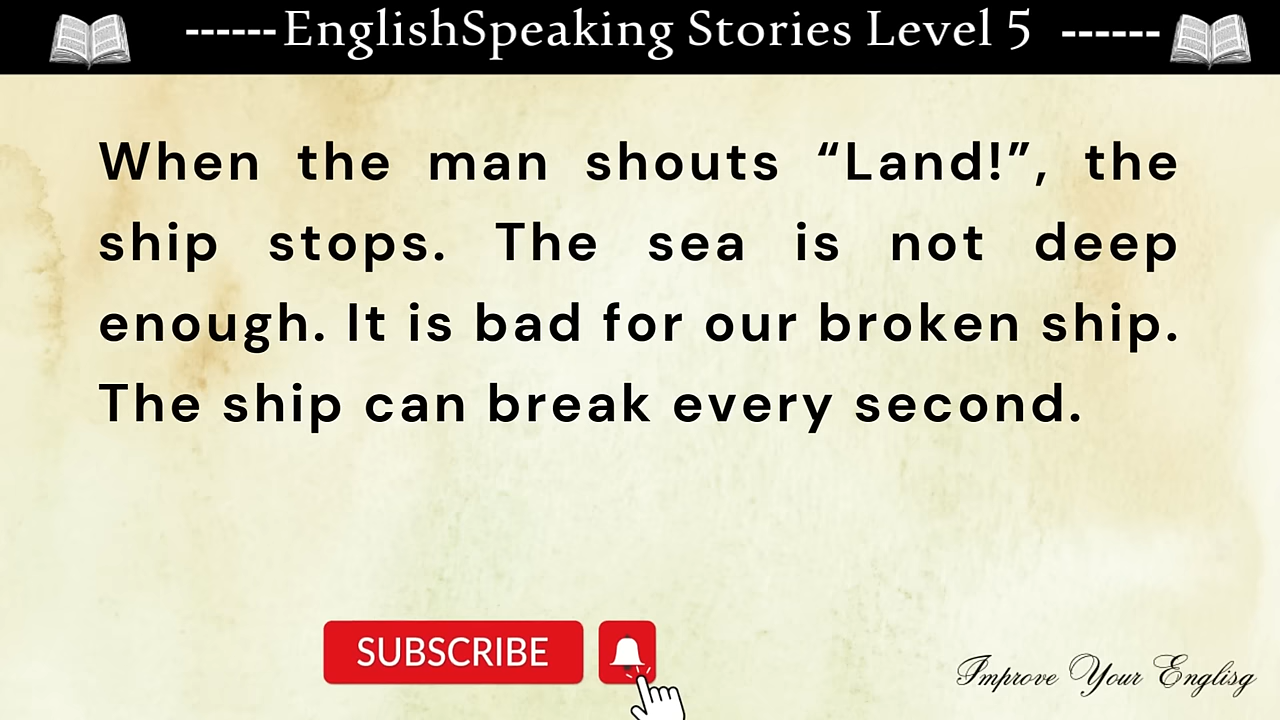 ------EnglishSpeaking Stories Level 5 ------
When the man shouts “Land!”, the
ship stops. The sea is not deep
enough. It is bad for our broken ship.
The ship can break every second.
SUBSCRIBE
Improve Your Englisg